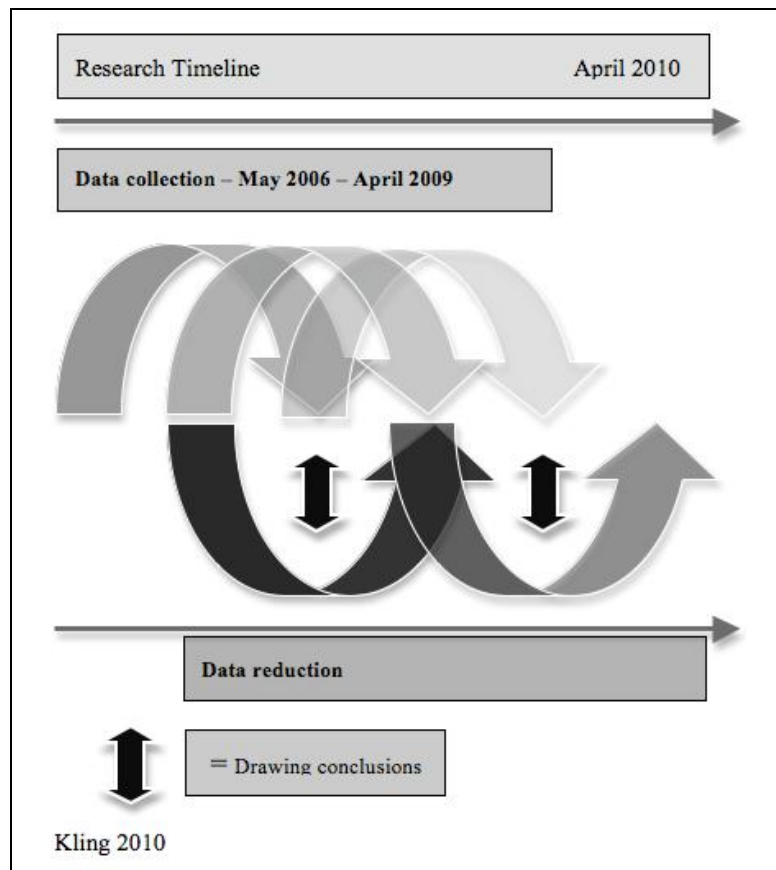 Research Timeline April 2010
Data collection – May 2006 – April 2009
Data reduction
= Drawing conclusions
Kling 2010